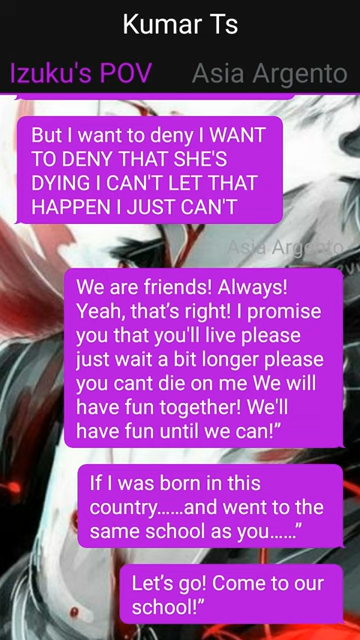 Kumar Ts
Izuku's POV Asia Argento
But I want to deny I WANT
TO DENY THAT SHE'S
DYING I CAN'T LET THAT
HAPPEN I JUST CAN'T
Asia Argento
We are friends! Always!
Yeah, that’s right! I promise
you that you'll live please
just wait a bit longer please
you cant die on me We will
have fun together! We'll
have fun until we can!”
If I was born in this
country……and went to the
same school as you……”
Let’s go! Come to our
school!”